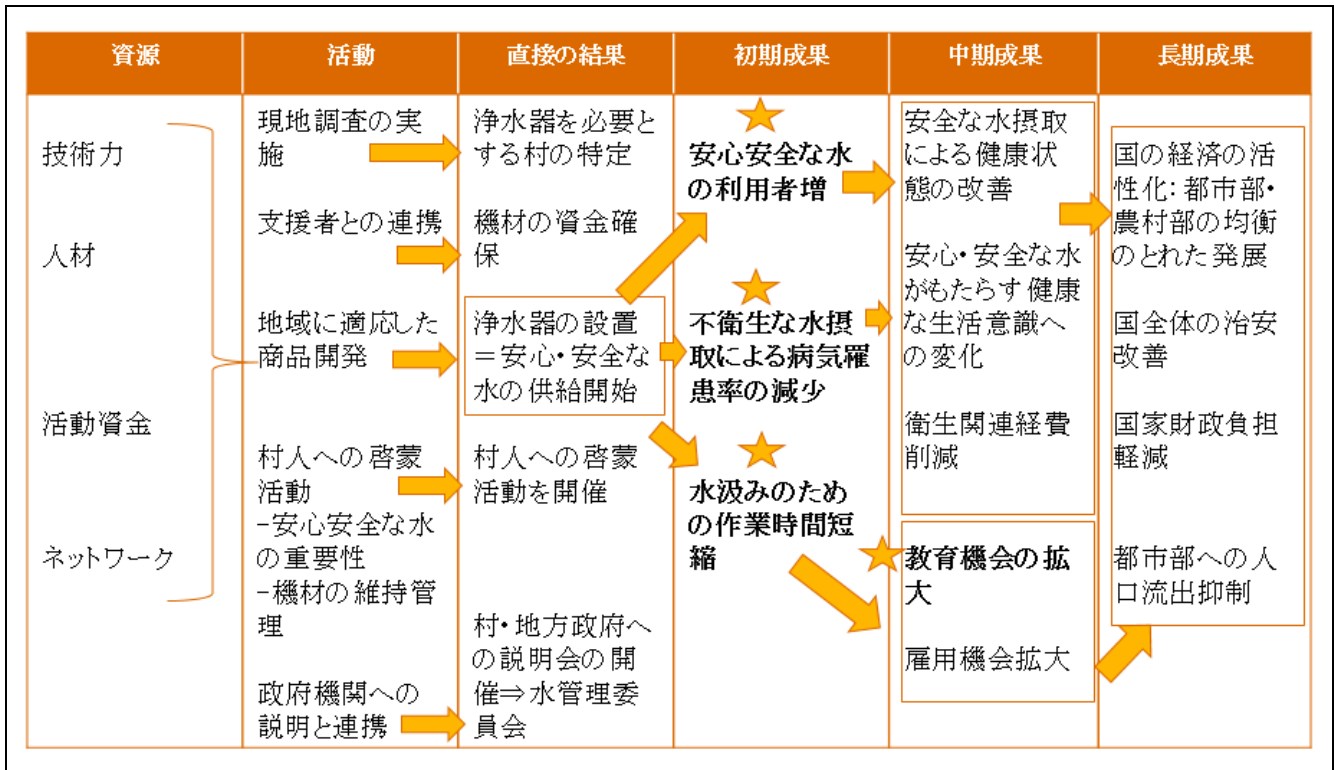 資源
活動
直接の結果
初期成果
中期成果
長期成果
技術力
人材
活動資金
ネットワーク
現地調査の実
施
支援者との連携
地域に適応した
商品開発
村人への啓蒙
活動
-安心安全な水
の重要性
-機材の維持管
理
政府機関への
説明と連携
浄水器を必要と
する村の特定
機材の資金確
保
浄水器の設置
=安心・安全な
水の供給開始
村人への啓蒙
活動を開催
村・地方政府へ
の説明会の開
催⇒水管理委
員会
安心安全な水
の利用者増
不衛生な水摂
取による病気罹
患率の減少
水汲みのため
の作業時間短
縮
安全な水摂取
による健康状
態の改善
安心・安全な水
がもたらす健康
な生活意識へ
の変化
衛生関連経費
削減
教育機会の拡
大
雇用機会拡大
国の経済の活
性化:都市部・
農村部の均衡
のとれた発展
国全体の治安
改善
国家財政負担
軽減
都市部への人
口流出抑制